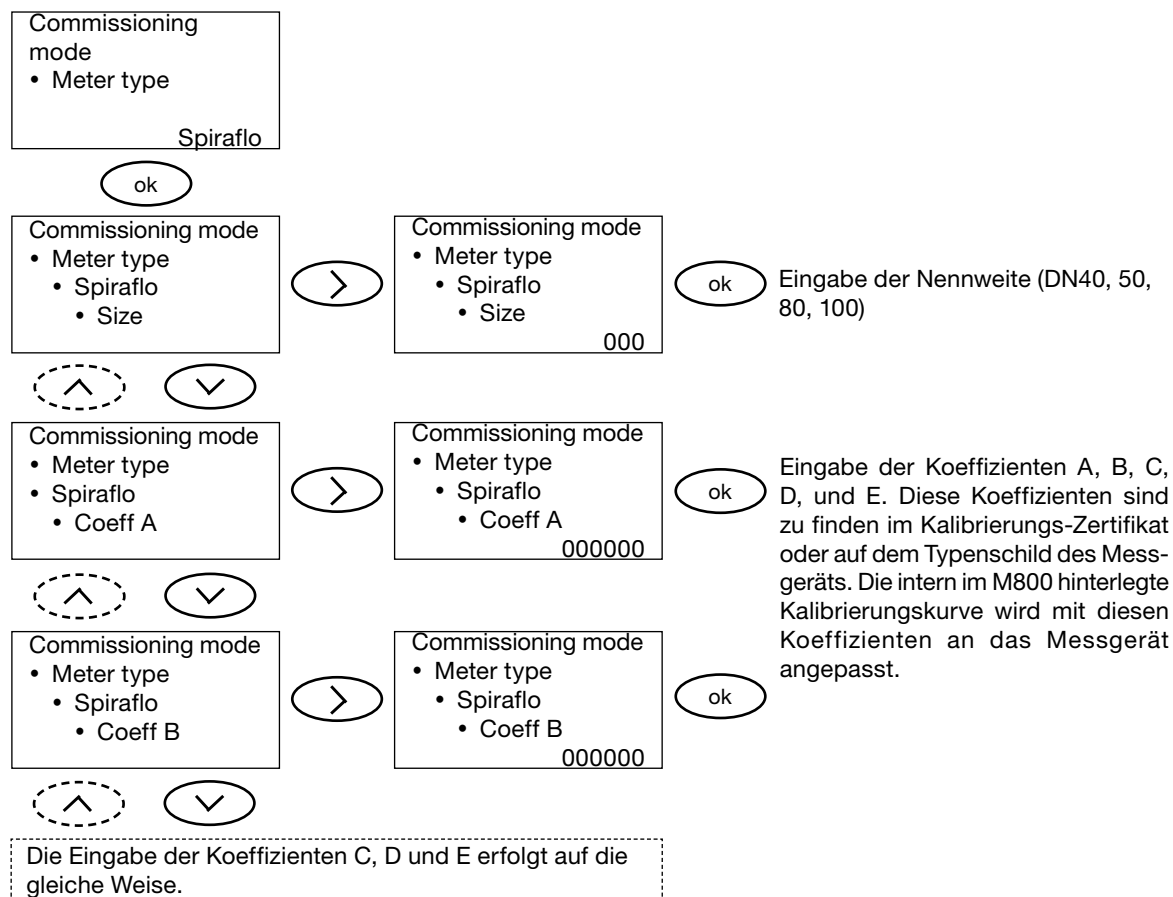 Commissioning
mode
• Meter type
Spiraflo
ok
Commissioning mode
• Meter type
• Spiraflo
• Size
Commissioning mode
• Meter type
• Spiraflo
• Size
000
ok
Eingabe der Nennweite (DN40, 50,
80, 100)
Commissioning mode
• Meter type
• Spiraflo
• Coeff A
Commissioning mode
• Meter type
• Spiraflo
• Coeff A
000000
ok
Eingabe der Koeffizienten A, B, C,
D, und E. Diese Koeffizienten sind
zu finden im Kalibrierungs-Zertifikat
oder auf dem Typenschild des Mess-
geräts. Die intern im M800 hinterlegte
Kalibrierungskurve wird mit diesen
Koeffizienten an das Messgerät
angepasst.
Commissioning mode
• Meter type
• Spiraflo
• Coeff B
Commissioning mode
• Meter type
• Spiraflo
• Coeff B
000000
ok
Die Eingabe der Koeffizienten C, D und E erfolgt auf die
gleiche Weise.